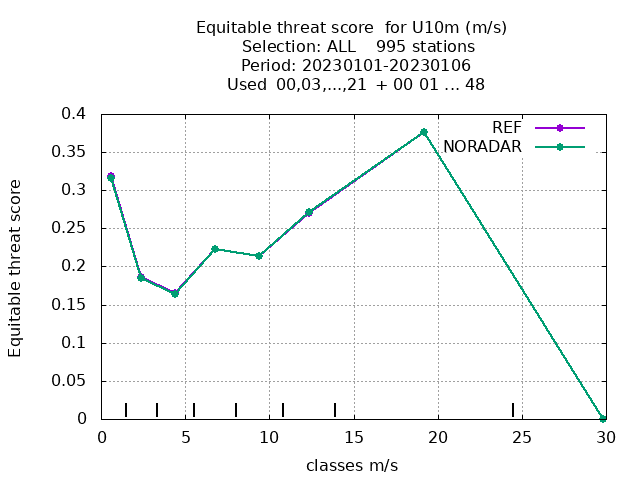 Equitable threat score  for U10m (m/s)
Selection: ALL    995 stations
Period: 20230101-20230106
Used  00,03,...,21  + 00 01 ... 48
REF
NORADAR
0.4
0.35
0.3
0.25
0.2
0.15
0.1
0.05
0
Equitable threat score
0 5 10 15 20 25 30
classes m/s